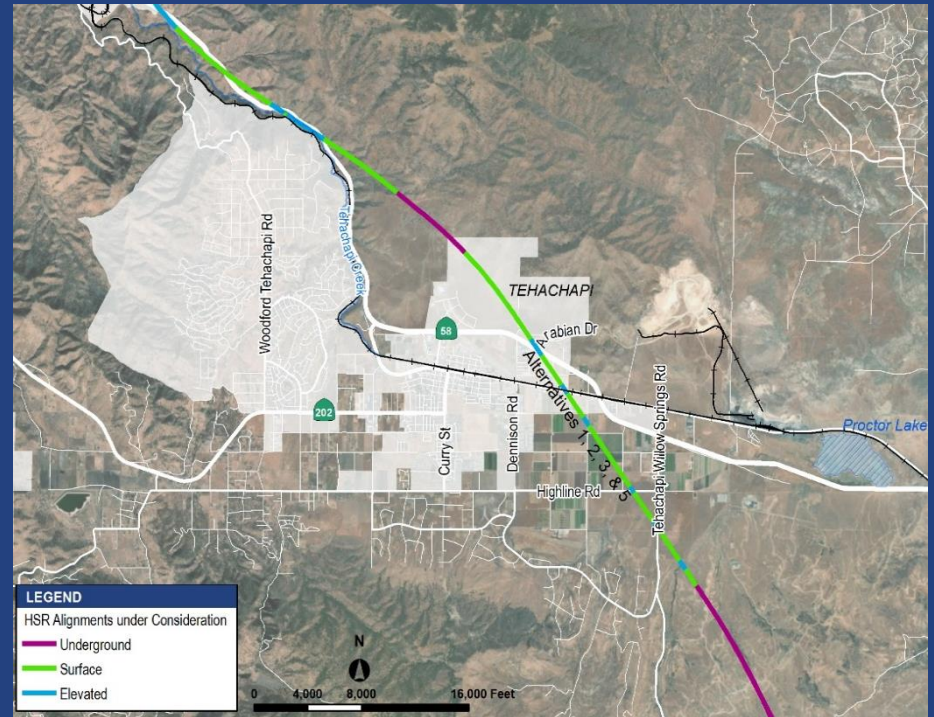 TEHACHAPI
Woodford Tehachapi Rd
Tehachapi Creek
58
Arabian Dr
Alternatives 1, 2, 3, & 5
202
Curry St
Dennison Rd
Tehachapi Willow Springs Rd
Proctor Lake
Highline Rd
LEGEND
HSR Alignments under Consideration
Underground
Surface
Elevated
N
0 4,000 8,000 16,000 Feet